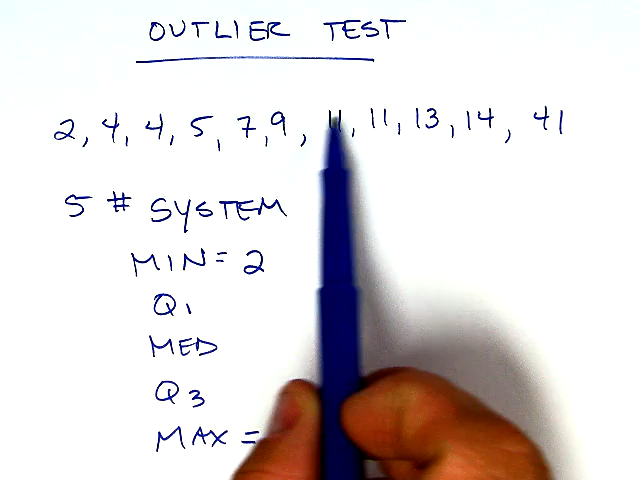 OUTLIER TEST
2, 4, 4, 5, 7, 9, 11, 11, 13, 14, 41
5 # SYSTEM
MIN = 2
Q1
MED
Q3
MAX =